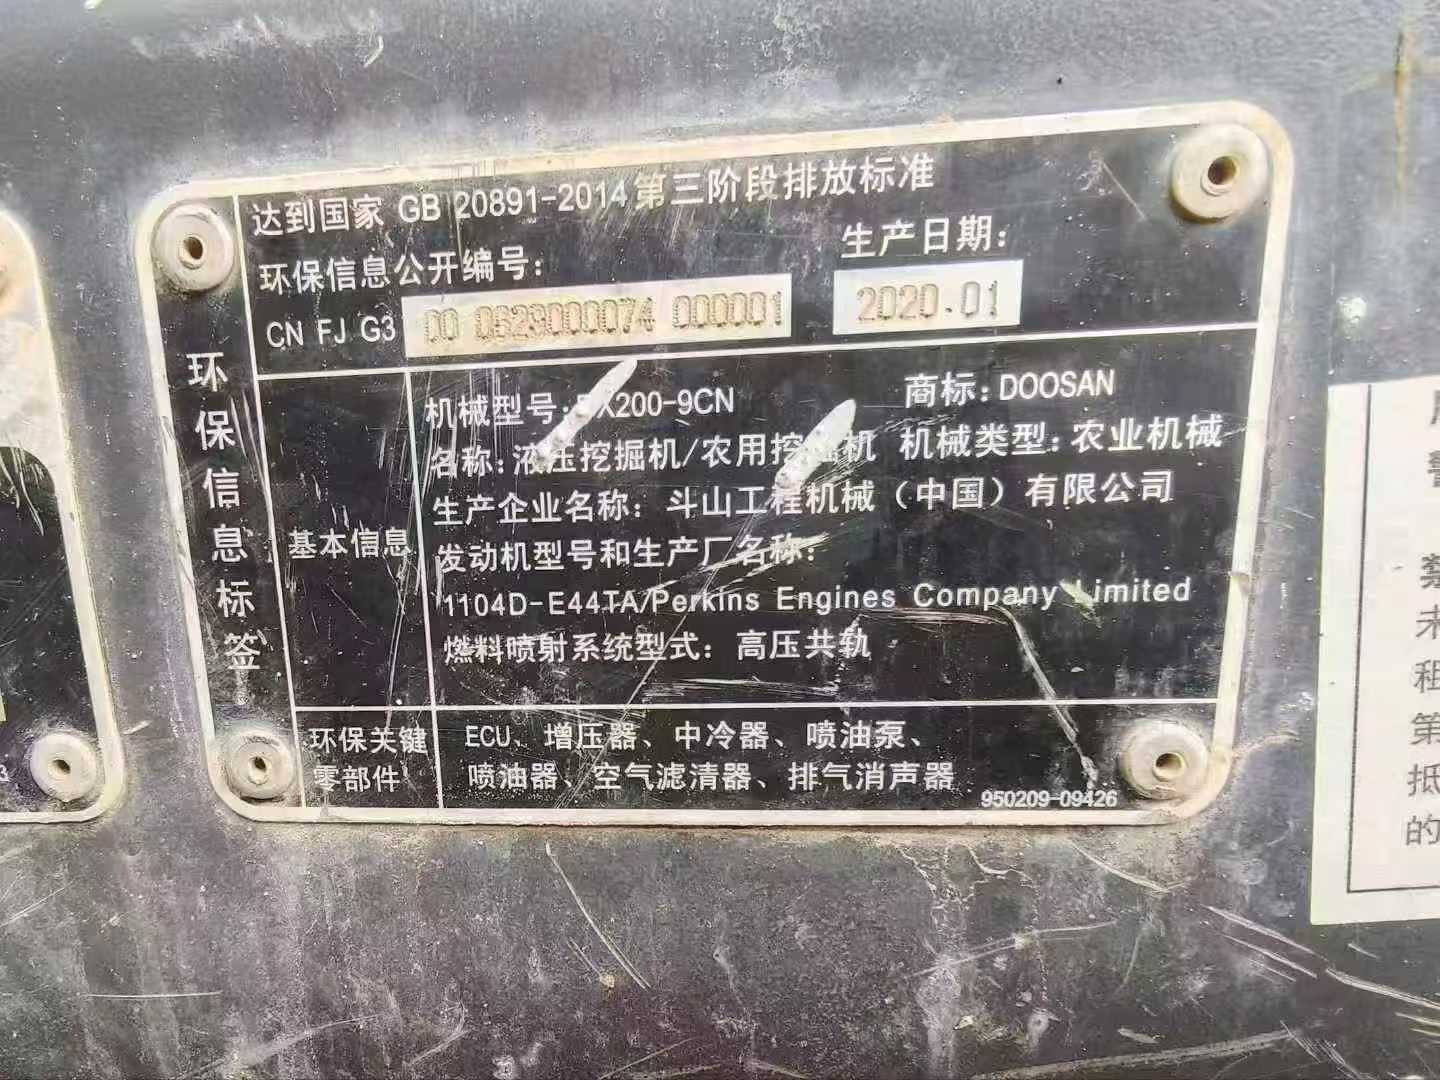 达到国家 GB 20891-2014 第三阶段排放标准
环保信息公开编号:
生产日期:
CN FJ G3 00 0628000074 000001
2020.01
环保信息标签
基本信息
机械型号: DX200-9CN 商标: DOOSAN
名称: 液压挖掘机/农用挖掘机 机械类型: 农业机械
生产企业名称: 斗山工程机械（中国）有限公司
发动机型号和生产厂名称:
1104D-E44TA/Perkins Engines Company Limited
燃料喷射系统型式: 高压共轨
环保关键
零部件
ECU、增压器、中冷器、喷油泵、
喷油器、空气滤清器、排气消声器
950209-09426
禁
未
租
第
抵
的